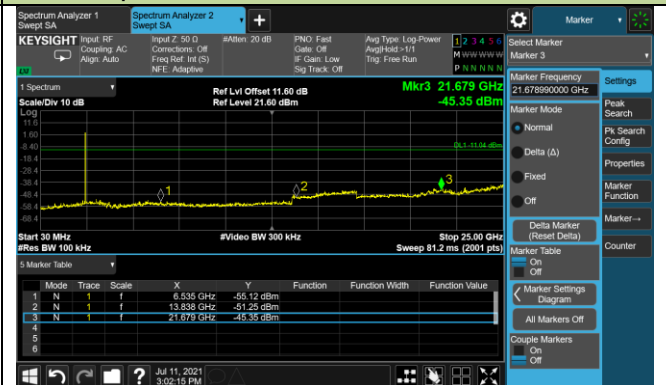 Spectrum Analyzer 1
Swept SA
Spectrum Analyzer 2
Swept SA
+
Marker
KEYSIGHT
Input: RF
Coupling: AC
Align: Auto
Input Z: 50 Ω
Corrections: Off
Freq Ref: Int (S)
NFE: Adaptive
#Atten: 20 dB
PNO: Fast
Gate: Off
IF Gain: Low
Sig Track: Off
Avg Type: Log-Power
Avg|Hold:>1/1
Trig: Free Run
1 2 3 4 5 6
M W W W W W
P N N N N N
Select Marker
Marker 3
1 Spectrum
Scale/Div 10 dB
Log
Ref Lvl Offset 11.60 dB
Ref Level 21.60 dBm
Mkr3 21.679 GHz
-45.35 dBm
11.6
1.60
-8.40
-18.4
-28.4
-38.4
-48.4
-58.4
-68.4
DL1 -11.04 dBm
1
2
3
Start 30 MHz
#Res BW 100 kHz
#Video BW 300 kHz
Stop 25.00 GHz
Sweep 81.2 ms (2001 pts)
5 Marker Table
Mode Trace Scale X Y Function Function Width Function Value
1 N 1 f 6.535 GHz -55.12 dBm
2 N 1 f 13.838 GHz -51.25 dBm
3 N 1 f 21.679 GHz -45.35 dBm
4
5
6
Jul 11, 2021
3:02:15 PM
Marker Frequency
21.678990000 GHz
Marker Mode
Normal
Delta (Δ)
Fixed
Off
Delta Marker
(Reset Delta)
Marker Table
On
Off
Marker Settings
Diagram
All Markers Off
Couple Markers
On
Off
Settings
Peak
Search
Pk Search
Config
Properties
Marker
Function
Marker→
Counter